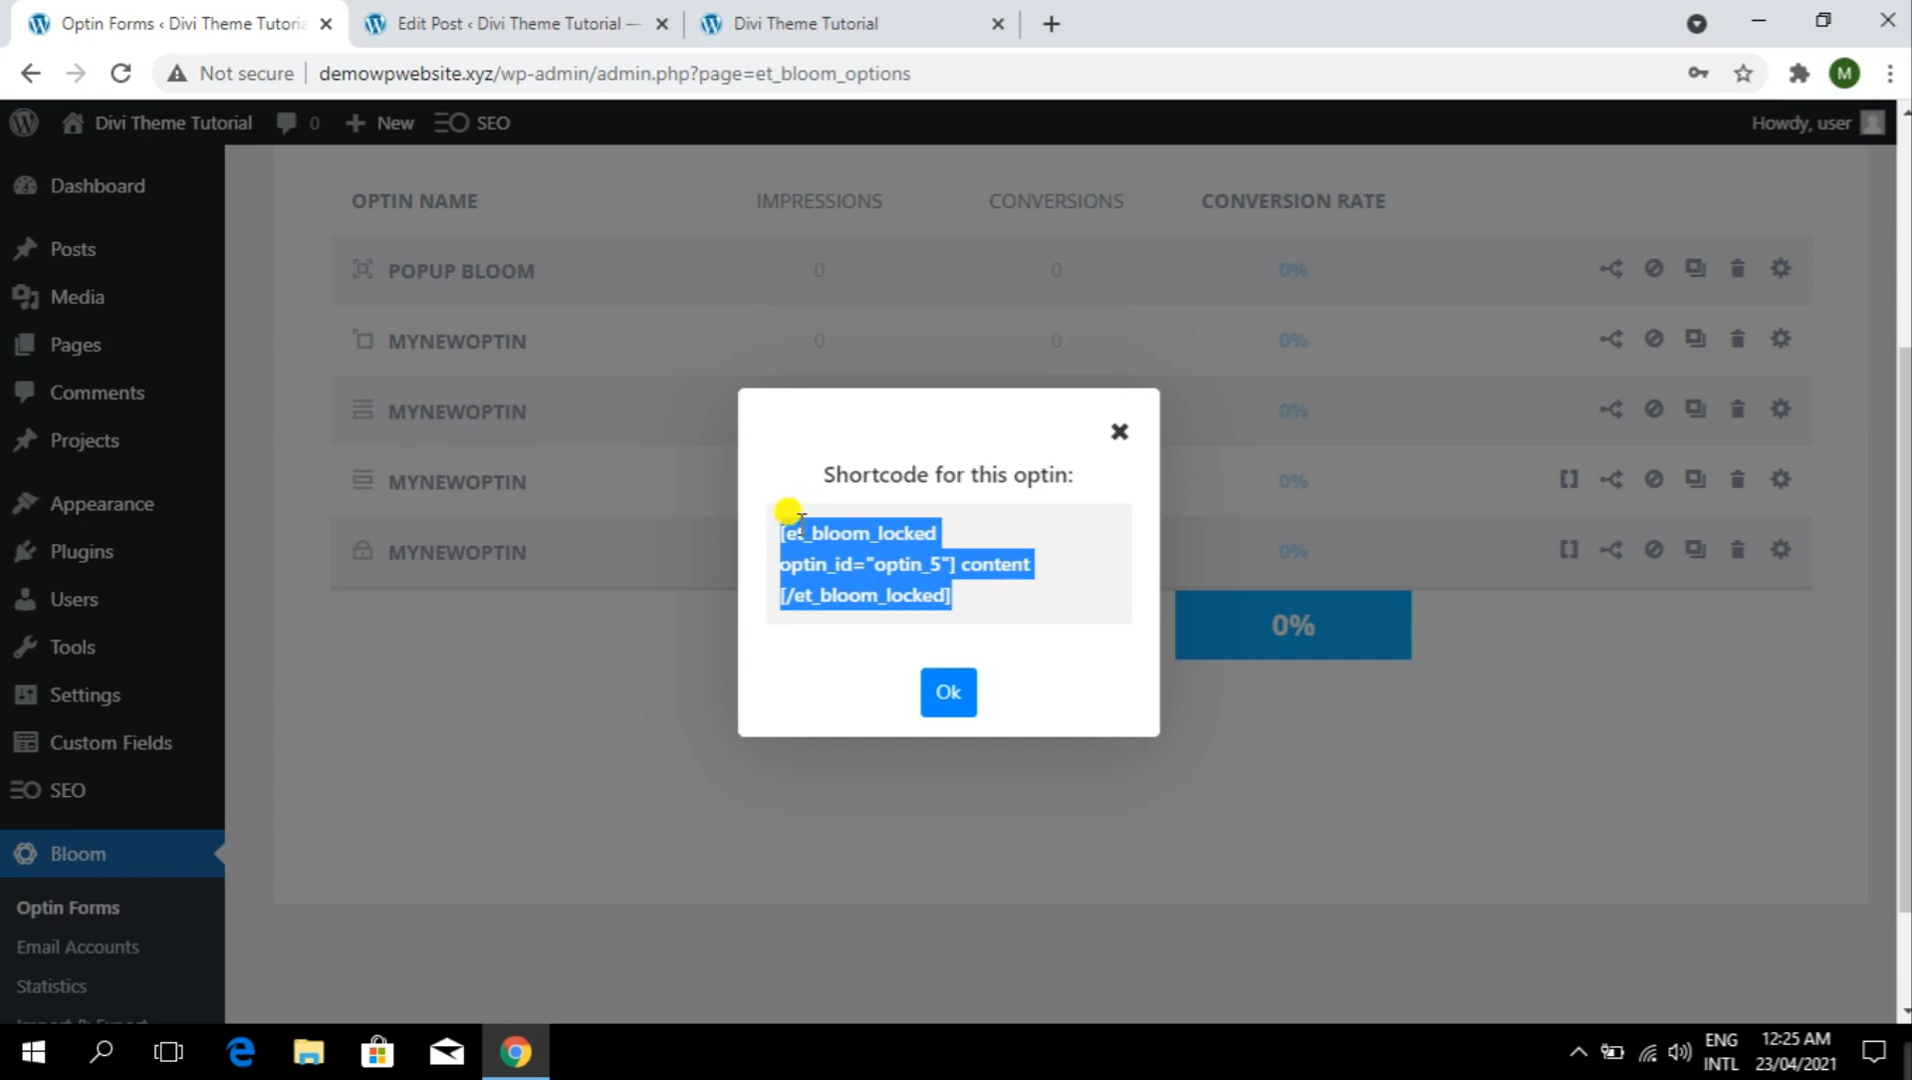 Optin Forms ‹ Divi Theme Tutoria
Edit Post ‹ Divi Theme Tutorial —
Divi Theme Tutorial
Not secure
demowpwebsite.xyz/wp-admin/admin.php?page=et_bloom_options
M
Divi Theme Tutorial
0
New
SEO
Howdy, user
Dashboard
Posts
Media
Pages
Comments
Projects
Appearance
Plugins
Users
Tools
Settings
Custom Fields
SEO
Bloom
Optin Forms
Email Accounts
Statistics
Import & Export
OPTIN NAME IMPRESSIONS CONVERSIONS CONVERSION RATE
POPUP BLOOM 0 0 0%
MYNEWOPTIN 0 0 0%
MYNEWOPTIN 0%
MYNEWOPTIN 0%
MYNEWOPTIN 0%
0%
Shortcode for this optin:
[et_bloom_locked
optin_id="optin_5"] content
[/et_bloom_locked]
Ok
ENG
INTL
12:25 AM
23/04/2021